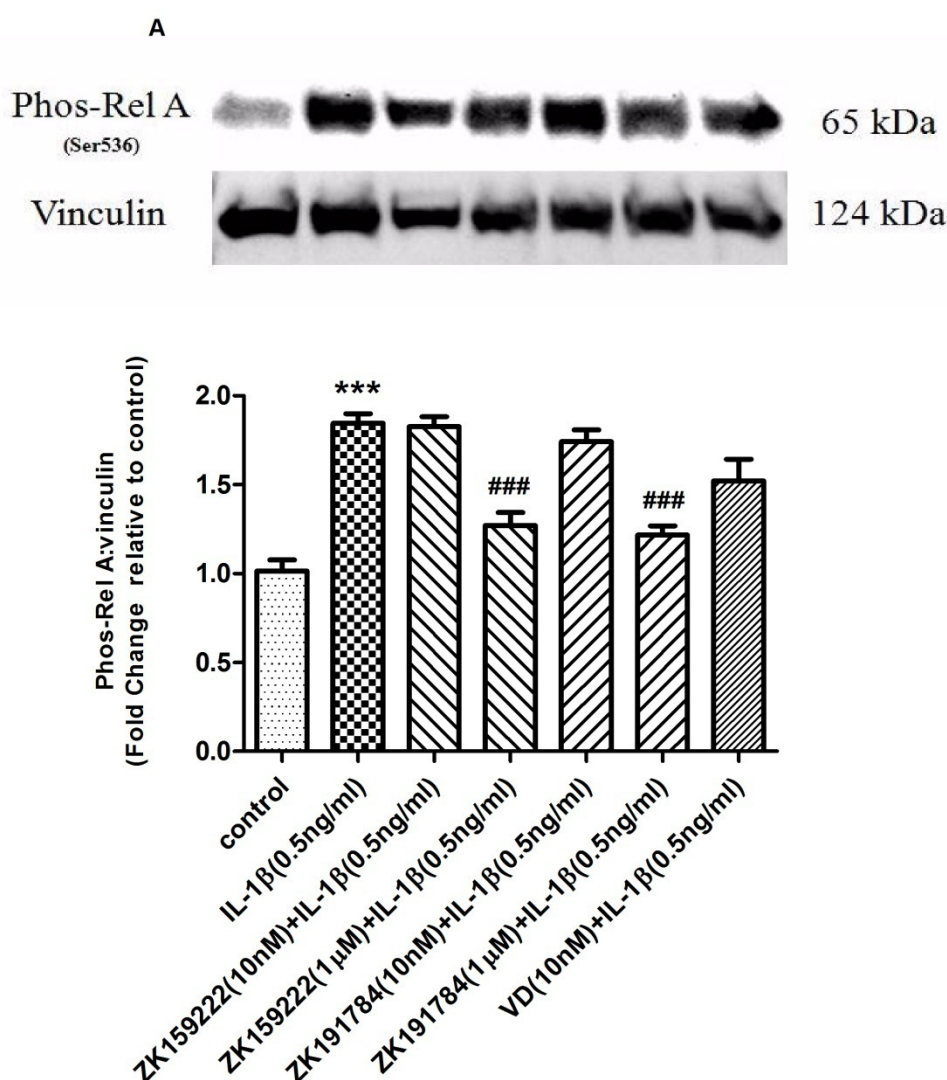 A
Phos-Rel A
(Ser536)
65 kDa
Vinculin
124 kDa
Phos-Rel A:vinculin
(Fold Change relative to control)
2.0
1.5
1.0
0.5
0.0
***
###
###
control
IL-1β(0.5ng/ml)
ZK159222(10nM)+IL-1β(0.5ng/ml)
ZK159222(1μM)+IL-1β(0.5ng/ml)
ZK191784(10nM)+IL-1β(0.5ng/ml)
ZK191784(1μM)+IL-1β(0.5ng/ml)
VD(10nM)+IL-1β(0.5ng/ml)